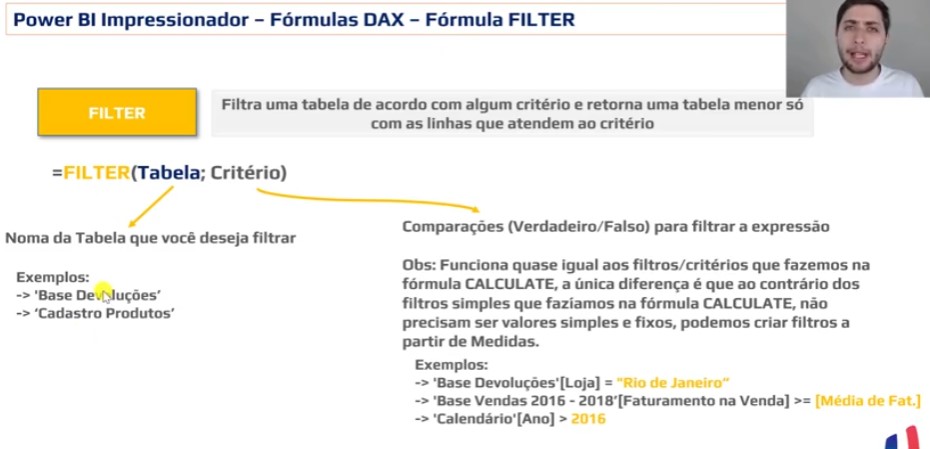 Power BI Impressionador – Fórmulas DAX – Fórmula FILTER
FILTER
Filtra uma tabela de acordo com algum critério e retorna uma tabela menor só
com as linhas que atendem ao critério
=FILTER(Tabela; Critério)
Noma da Tabela que você deseja filtrar
Exemplos:
-> 'Base Devoluções’
-> ‘Cadastro Produtos’
Comparações (Verdadeiro/Falso) para filtrar a expressão
Obs: Funciona quase igual aos filtros/critérios que fazemos na
fórmula CALCULATE, a única diferença é que ao contrário dos
filtros simples que fazíamos na fórmula CALCULATE, não
precisam ser valores simples e fixos, podemos criar filtros a
partir de Medidas.
Exemplos:
-> 'Base Devoluções'[Loja] = "Rio de Janeiro"
-> 'Base Vendas 2016 - 2018’[Faturamento na Venda] >= [Média de Fat.]
-> 'Calendário'[Ano] > 2016